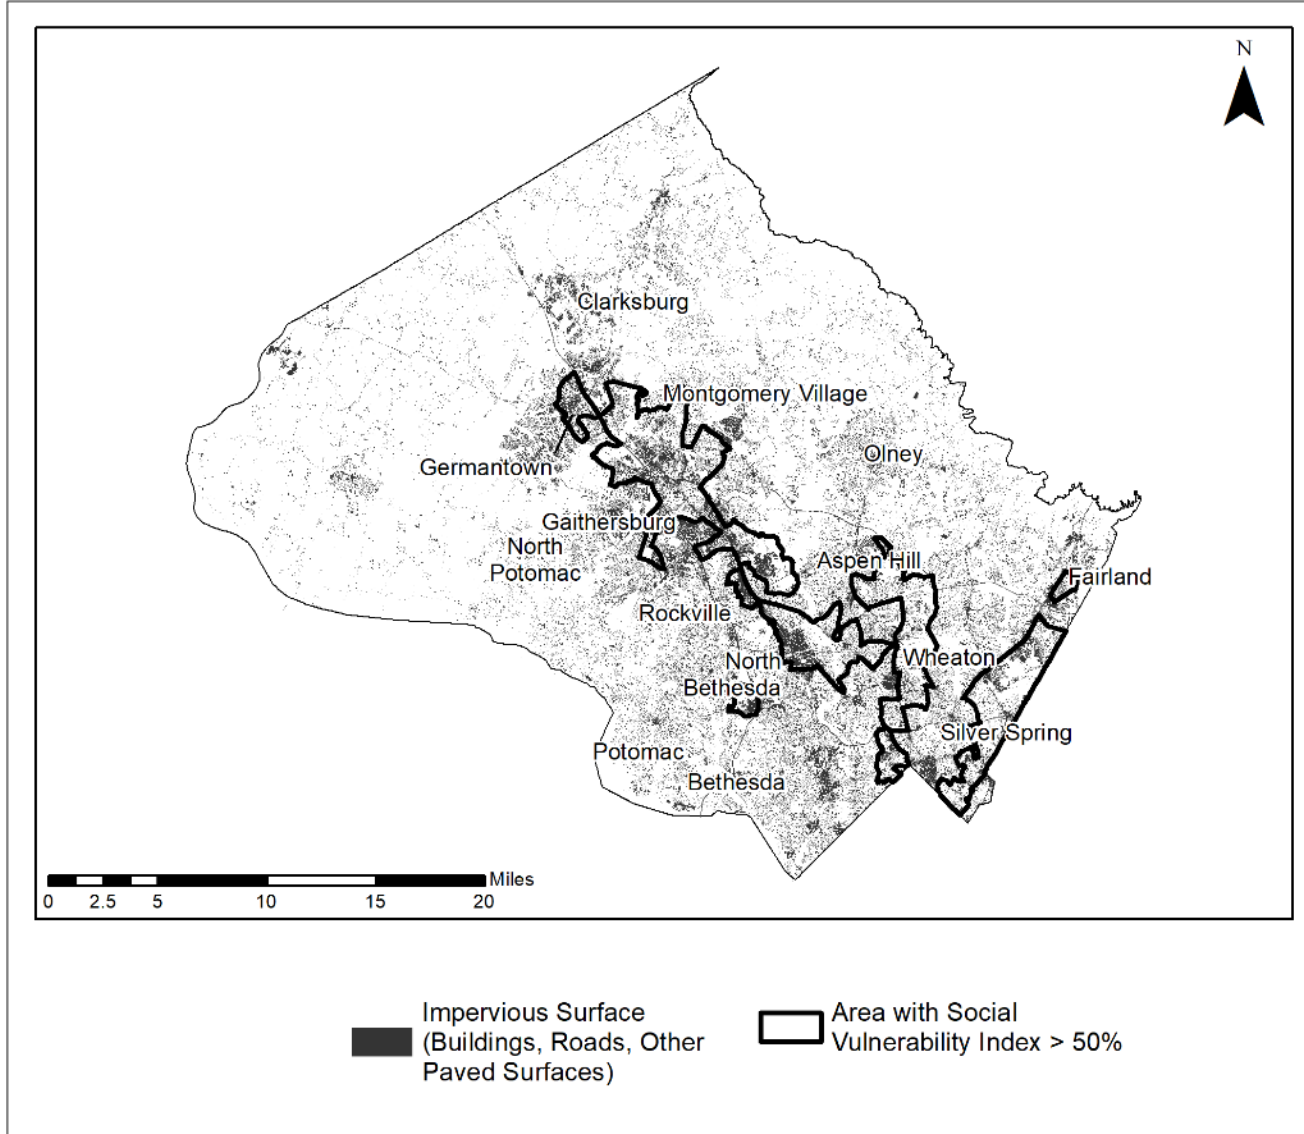 N
Clarksburg
Montgomery Village
Olney
Germantown
Gaithersburg
North
Potomac
Aspen Hill
Fairland
Rockville
Wheaton
North
Bethesda
Silver Spring
Potomac
Bethesda
Miles
0 2.5 5 10 15 20
Impervious Surface
(Buildings, Roads, Other
Paved Surfaces)
Area with Social
Vulnerability Index > 50%